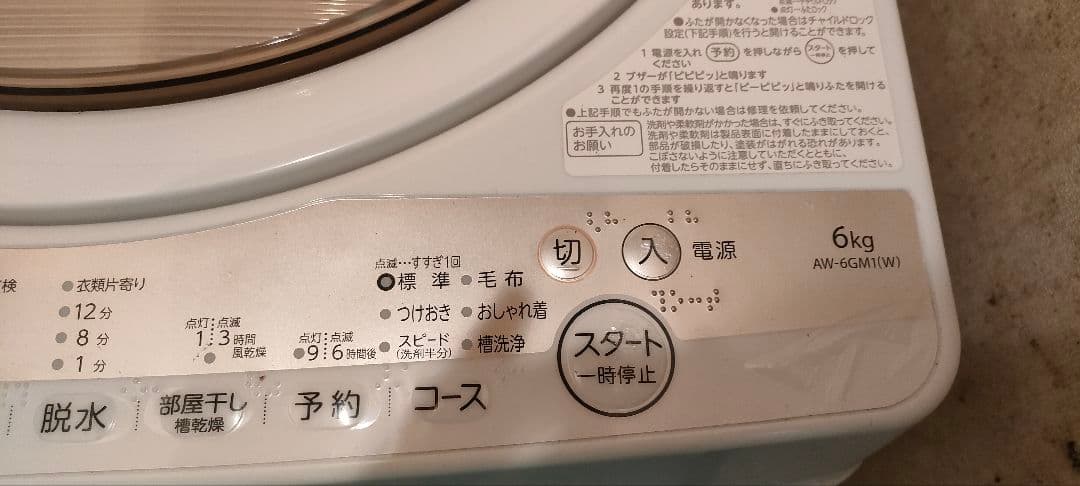 あります。
●ふたが開かなくなった場合はチャイルドロック
設定(下記手順)を行うと開けることができます。
1 電源を入れ 予約 を押しながら スタート 一時停止 を押して
ください
2 ブザーが「ピピピッ」と鳴ります
3 再度1の手順を繰り返すと「ピーピピッ」と鳴りふたを開ける
ことができます
●上記手順でもふたが開かない場合は修理を依頼してください。
お手入れの
お願い
洗剤や柔軟剤がかかった場合は、すぐにふき取ってください。
洗剤や柔軟剤は製品表面に付着したままにしておくと、
部品が破損したり、塗装がはがれる恐れがあります。
こぼさないように注意していただくとともに、
付着したらそのままにせず、直ちにふき取ってください。
切 入 電源
6kg
AW-6GM1(W)
検
衣類片寄り
12分
8分
1分
点灯 点滅
1 3時間
風乾燥
点灯 点滅
9 6時間後
点滅…すすぎ1回
標準 毛布
つけおき おしゃれ着
スピード
(洗剤半分)
槽洗浄
スタート
一時停止
脱水
部屋干し
槽乾燥
予約
コース